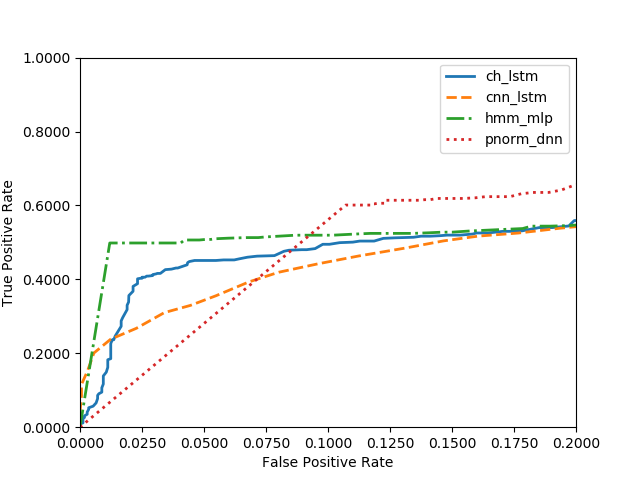 1.0000
0.8000
0.6000
0.4000
0.2000
0.0000
True Positive Rate
ch_lstm
cnn_lstm
hmm_mlp
pnorm_dnn
0.0000 0.0250 0.0500 0.0750 0.1000 0.1250 0.1500 0.1750 0.2000
False Positive Rate